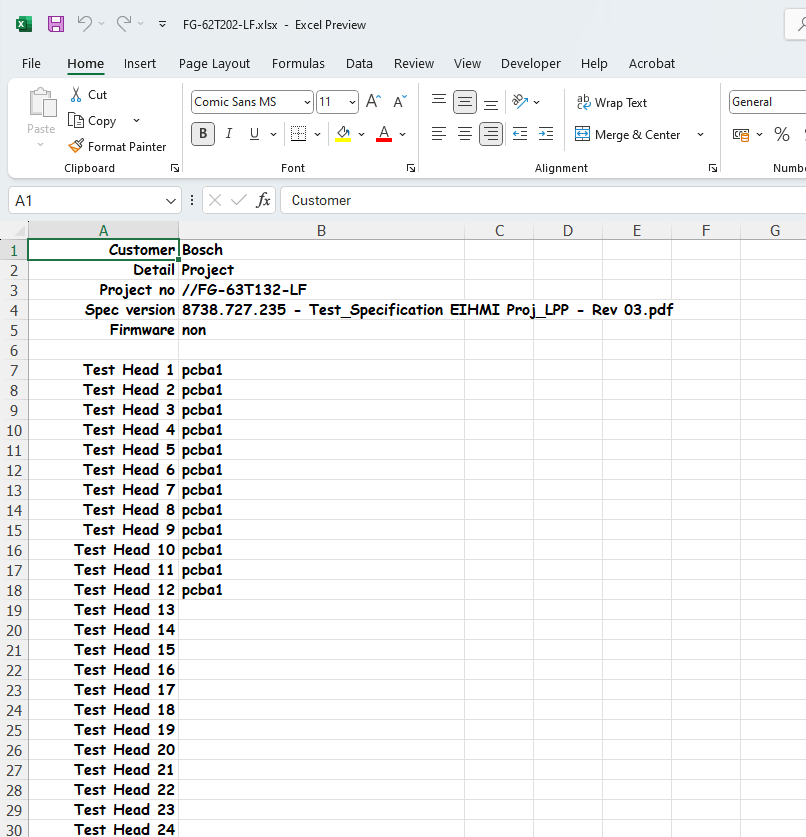 FG-62T202-LF.xlsx - Excel Preview
File Home Insert Page Layout Formulas Data Review View Developer Help Acrobat
Paste
Cut
Copy
Format Painter
Clipboard
Comic Sans MS 11
B I U
Font
Wrap Text
Merge & Center
Alignment
General
%
Numb
A1 fx Customer
A B C D E F G
1 Customer Bosch
2 Detail Project
3 Project no //FG-63T132-LF
4 Spec version 8738.727.235 - Test_Specification EIHMI Proj_LPP - Rev 03.pdf
5 Firmware non
6
7 Test Head 1 pcba1
8 Test Head 2 pcba1
9 Test Head 3 pcba1
10 Test Head 4 pcba1
11 Test Head 5 pcba1
12 Test Head 6 pcba1
13 Test Head 7 pcba1
14 Test Head 8 pcba1
15 Test Head 9 pcba1
16 Test Head 10 pcba1
17 Test Head 11 pcba1
18 Test Head 12 pcba1
19 Test Head 13
20 Test Head 14
21 Test Head 15
22 Test Head 16
23 Test Head 17
24 Test Head 18
25 Test Head 19
26 Test Head 20
27 Test Head 21
28 Test Head 22
29 Test Head 23
30 Test Head 24